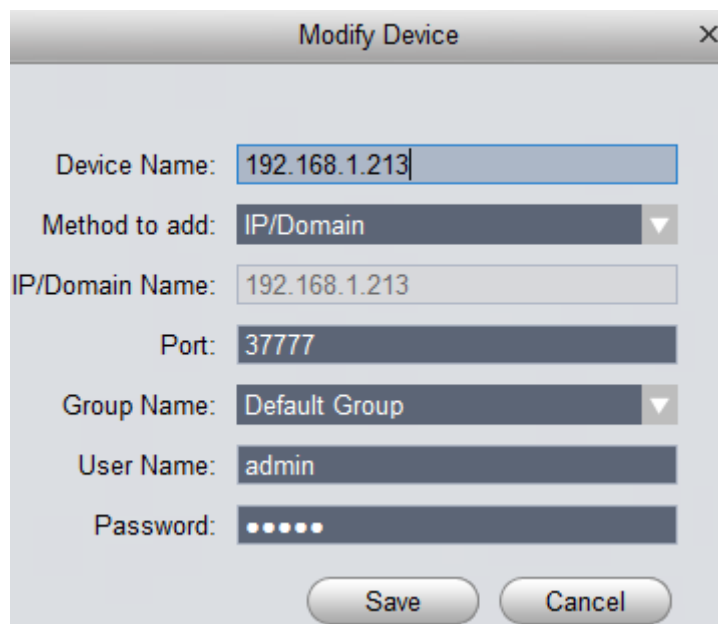 Modify Device
Device Name: 192.168.1.213
Method to add: IP/Domain
IP/Domain Name: 192.168.1.213
Port: 37777
Group Name: Default Group
User Name: admin
Password: •••••
Save Cancel